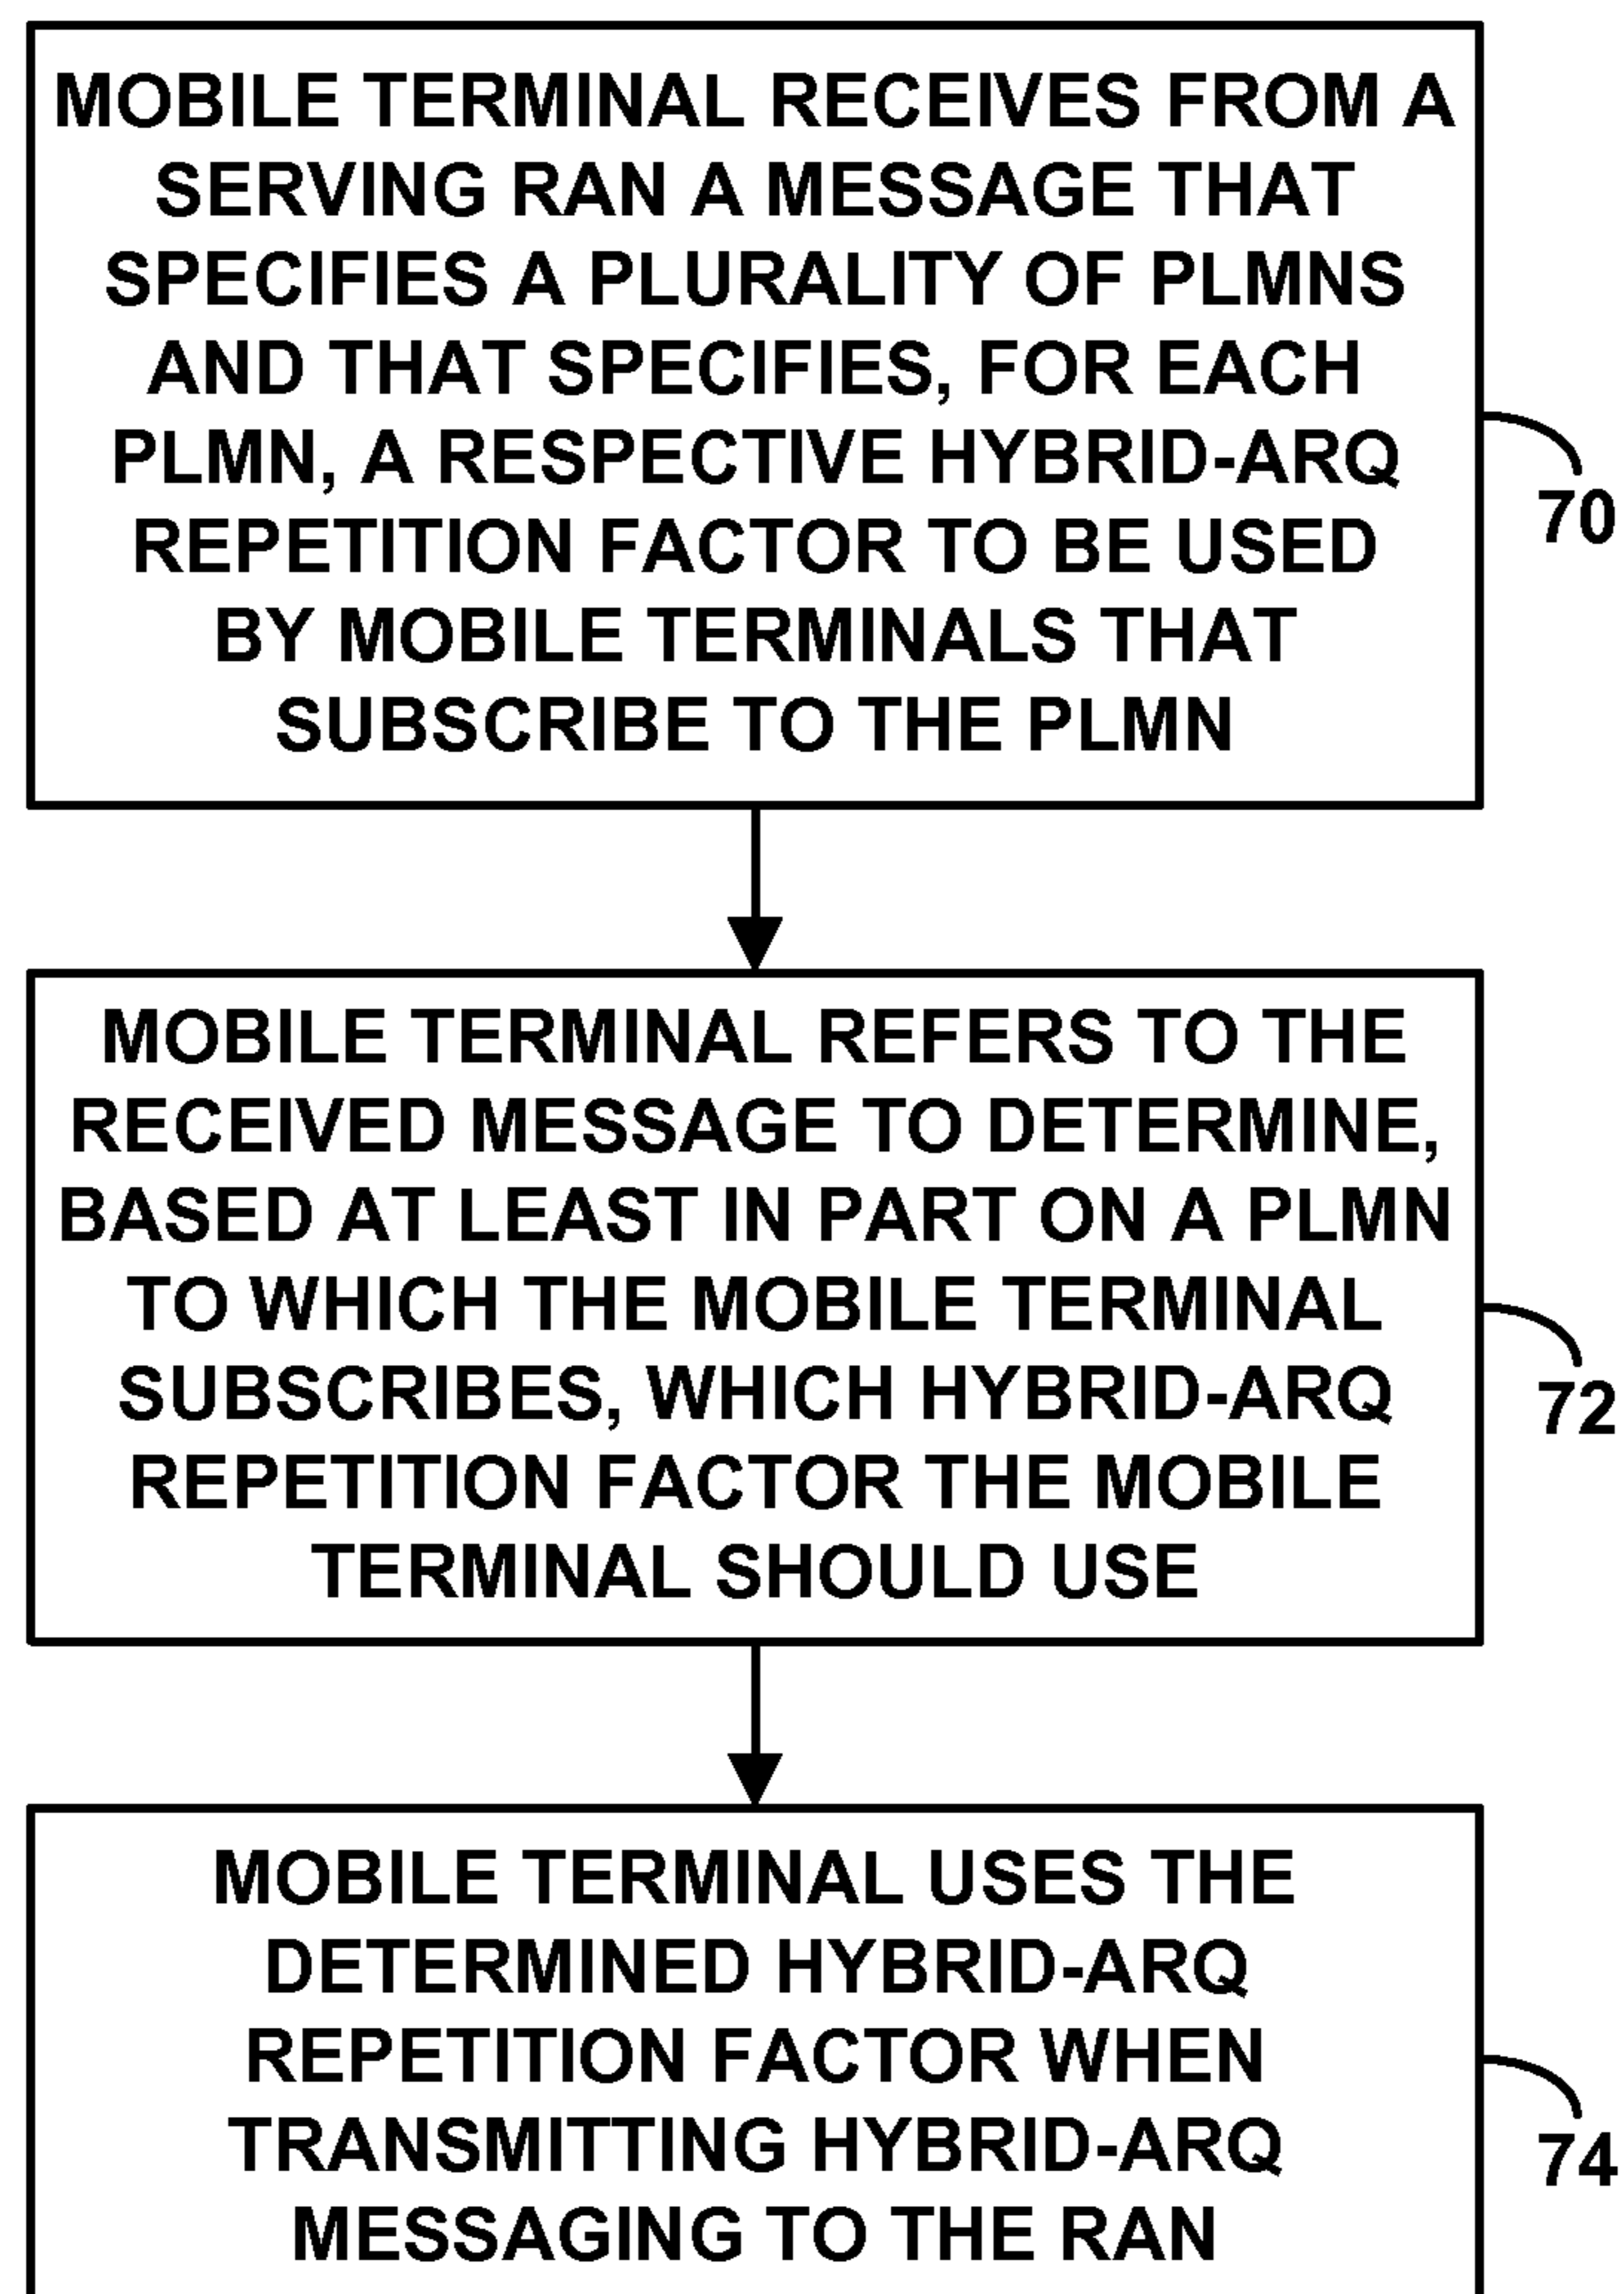 MOBILE TERMINAL RECEIVES FROM A
SERVING RAN A MESSAGE THAT
SPECIFIES A PLURALITY OF PLMNS
AND THAT SPECIFIES, FOR EACH
PLMN, A RESPECTIVE HYBRID-ARQ
REPETITION FACTOR TO BE USED
BY MOBILE TERMINALS THAT
SUBSCRIBE TO THE PLMN
70
MOBILE TERMINAL REFERS TO THE
RECEIVED MESSAGE TO DETERMINE,
BASED AT LEAST IN PART ON A PLMN
TO WHICH THE MOBILE TERMINAL
SUBSCRIBES, WHICH HYBRID-ARQ
REPETITION FACTOR THE MOBILE
TERMINAL SHOULD USE
72
MOBILE TERMINAL USES THE
DETERMINED HYBRID-ARQ
REPETITION FACTOR WHEN
TRANSMITTING HYBRID-ARQ
MESSAGING TO THE RAN
74